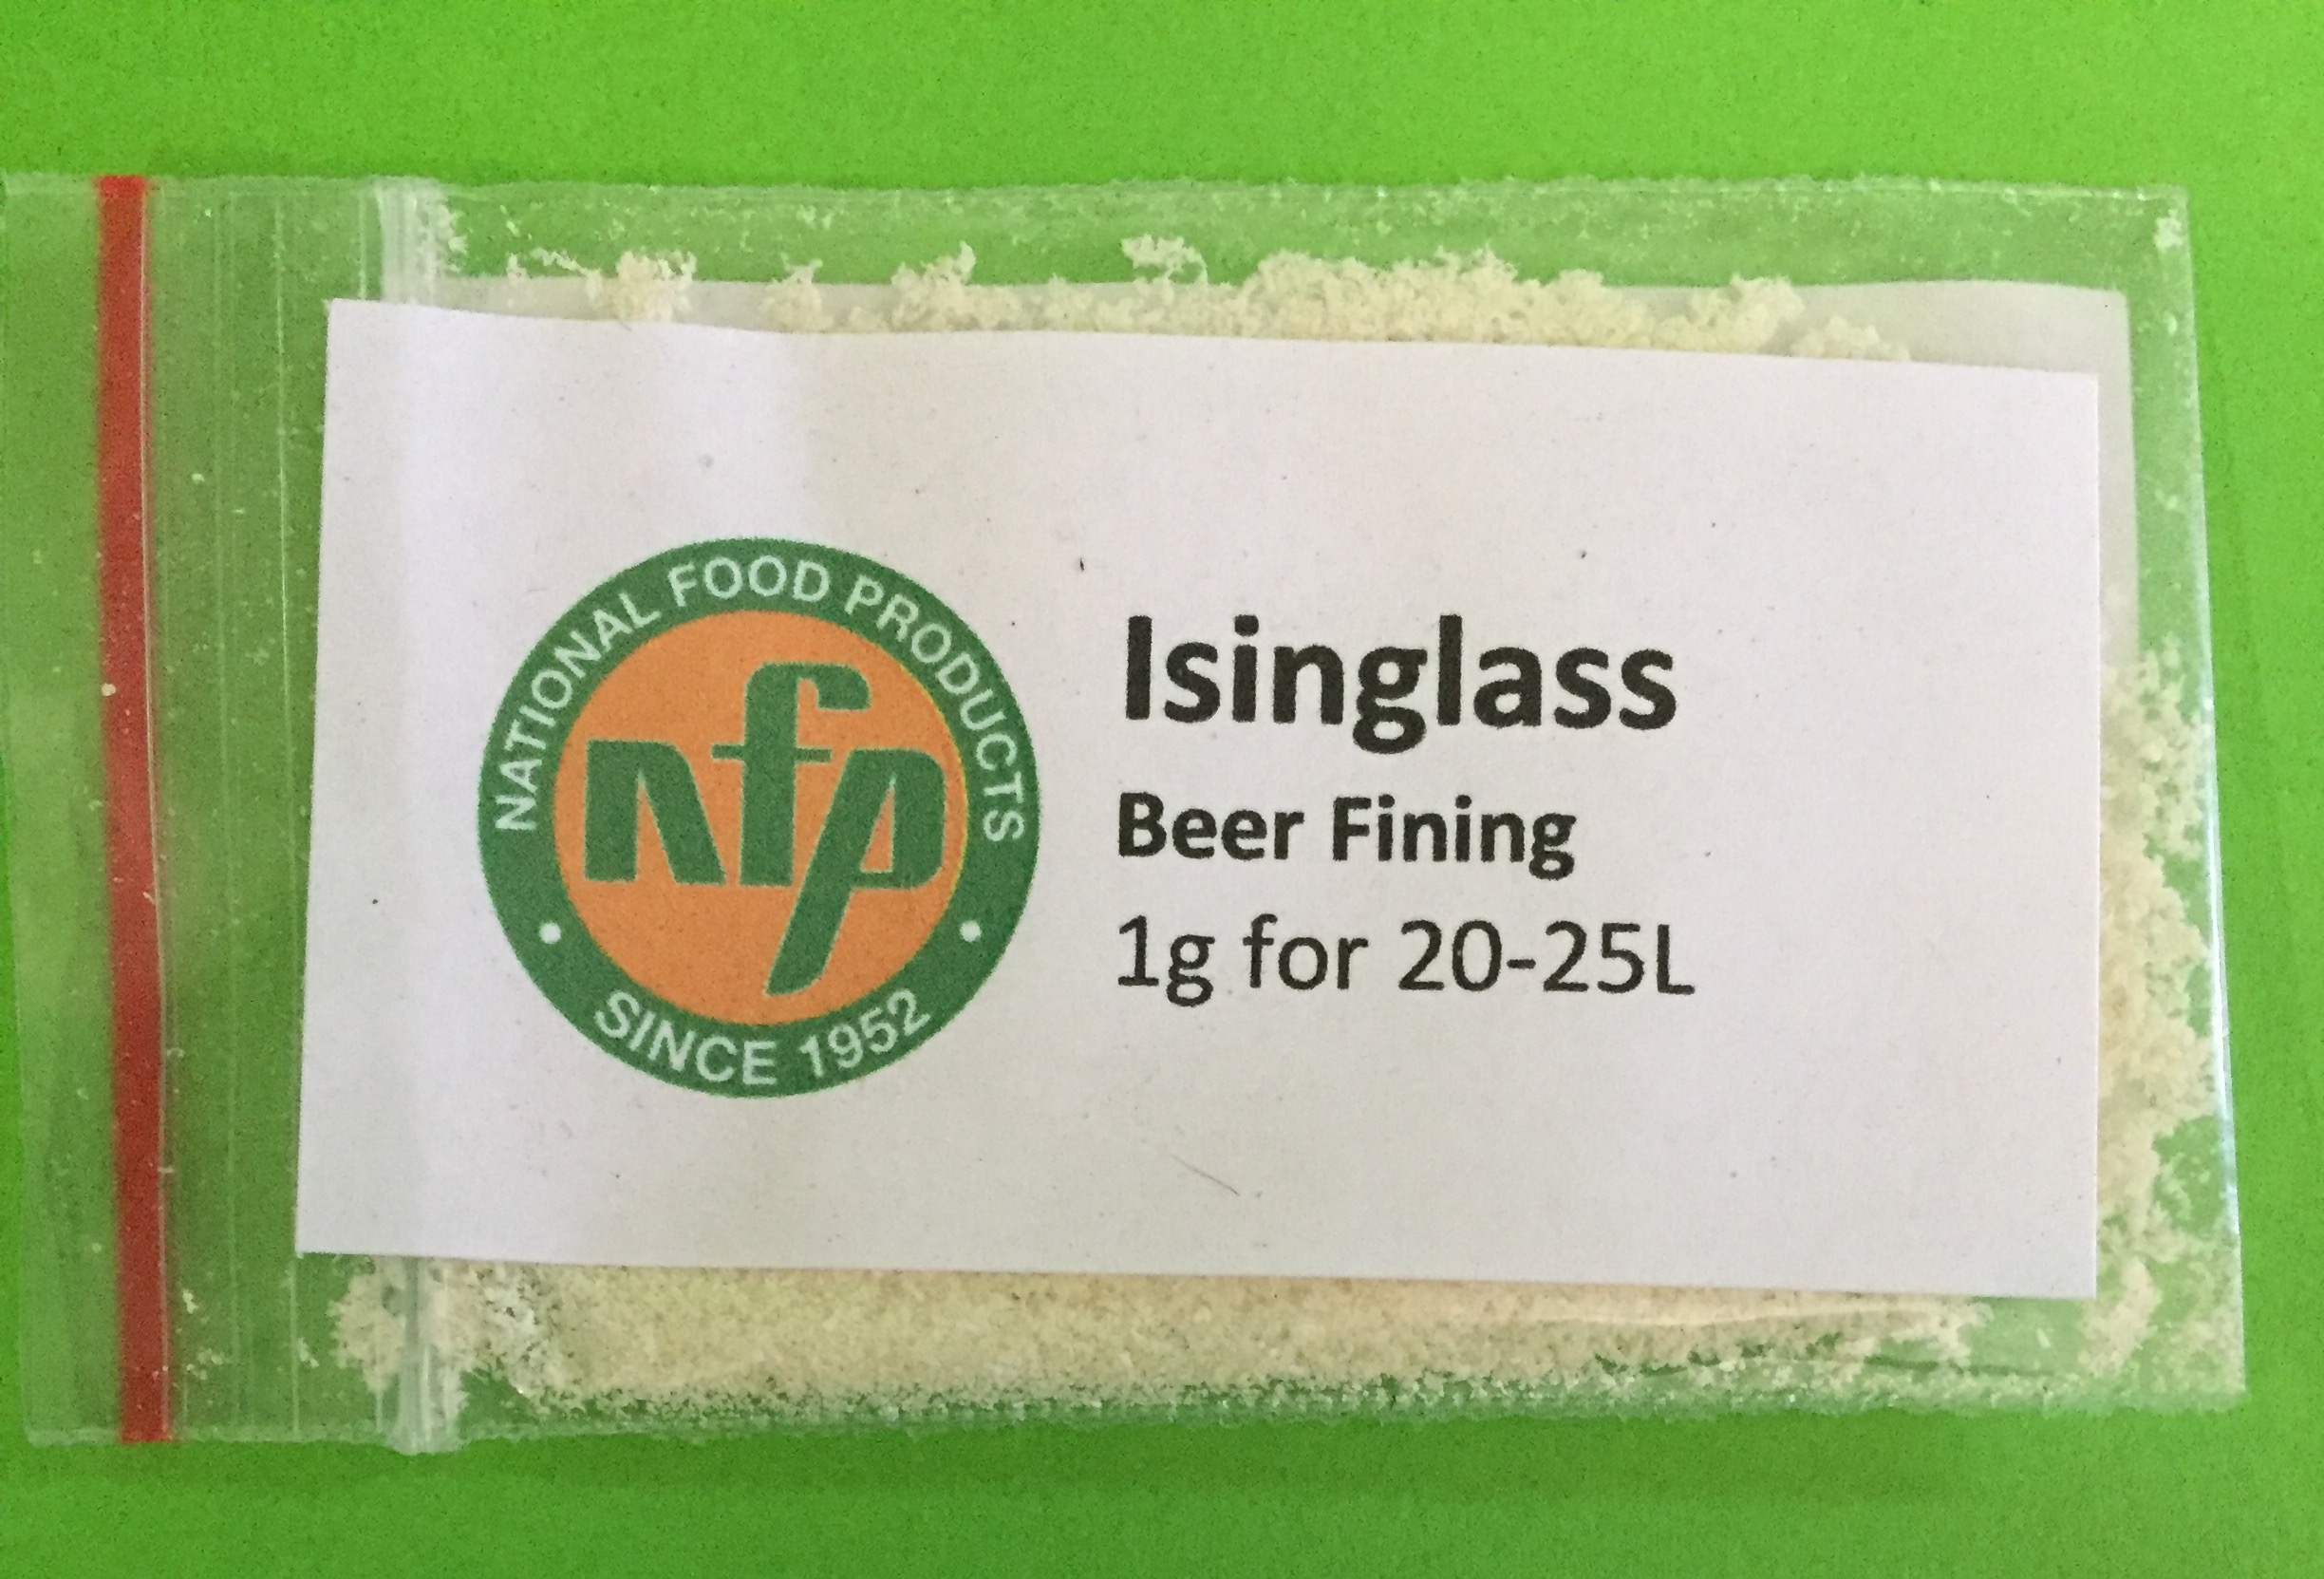 NATIONAL FOOD PRODUCTS
nfp
SINCE 1952
Isinglass
Beer Fining
1g for 20-25L